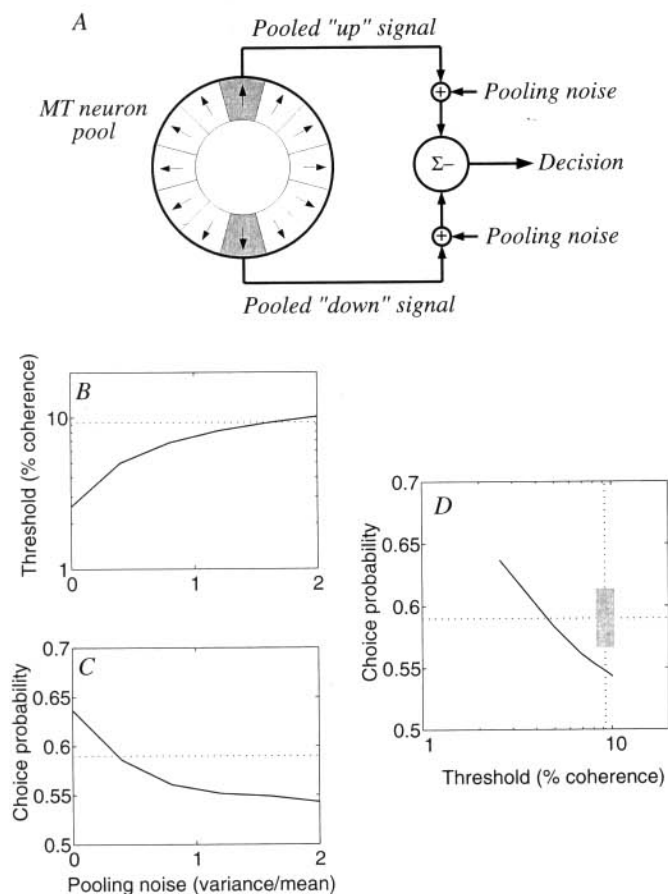 A
Pooled "up" signal
MT neuron
pool
+
Pooling noise
Σ–
Decision
+
Pooling noise
Pooled "down" signal
B
Threshold (% coherence)
10
1
0
1
2
C
Choice probability
0.7
0.65
0.6
0.55
0.5
0
1
2
Pooling noise (variance/mean)
D
Choice probability
0.7
0.65
0.6
0.55
0.5
1
10
Threshold (% coherence)